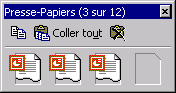 Presse-Papiers (3 sur 12)
Coller tout